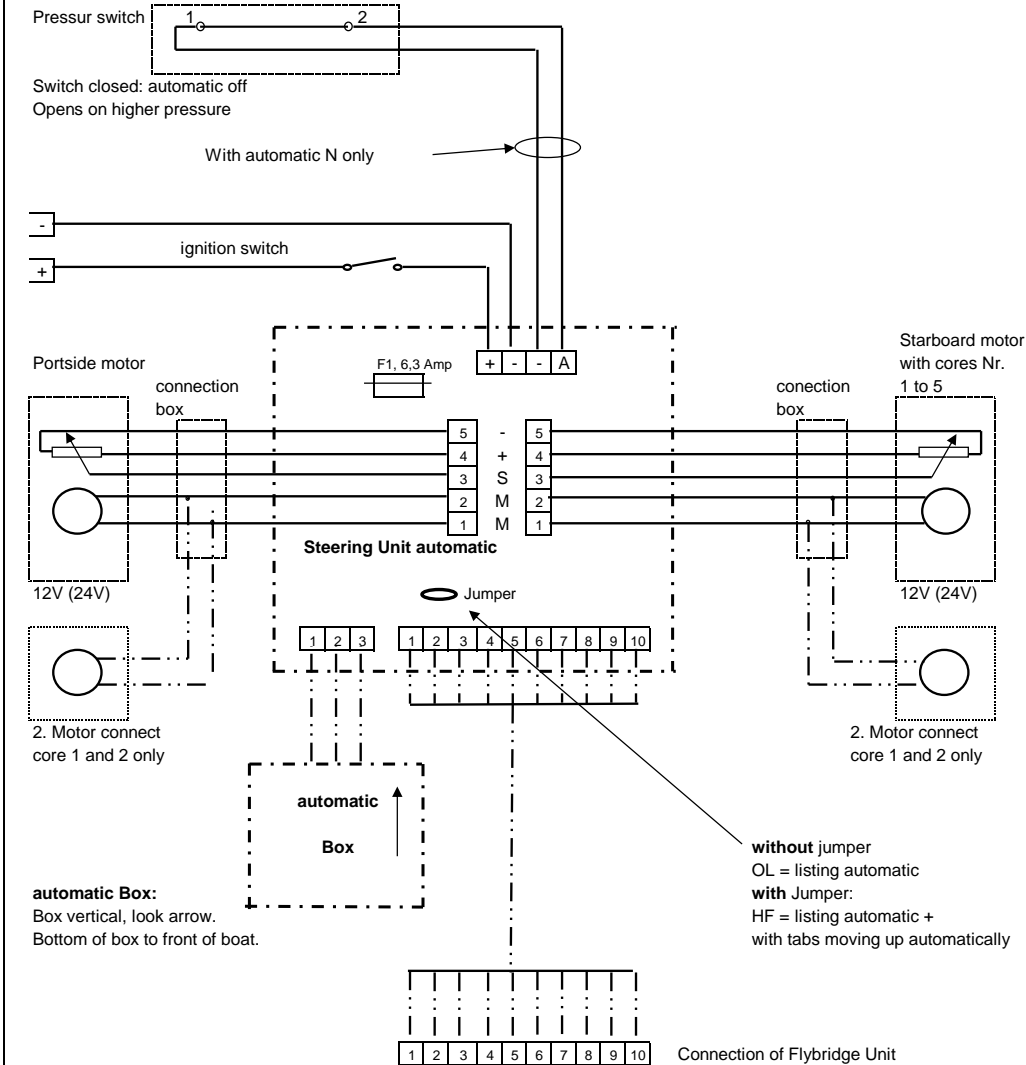 Pressur switch
1 2
Switch closed: automatic off
Opens on higher pressure
With automatic N only
-
ignition switch
+
Portside motor
connection
box
F1, 6,3 Amp
+ - - A
conection
box
Starboard motor
with cores Nr.
1 to 5
5 - 5
4 + 4
3 S 3
2 M 2
1 M 1
Steering Unit automatic
12V (24V)
12V (24V)
Jumper
1 2 3
1 2 3 4 5 6 7 8 9 10
2. Motor connect
core 1 and 2 only
2. Motor connect
core 1 and 2 only
automatic
Box
without jumper
OL = listing automatic
with Jumper:
HF = listing automatic +
with tabs moving up automatically
automatic Box:
Box vertical, look arrow.
Bottom of box to front of boat.
1 2 3 4 5 6 7 8 9 10
Connection of Flybridge Unit